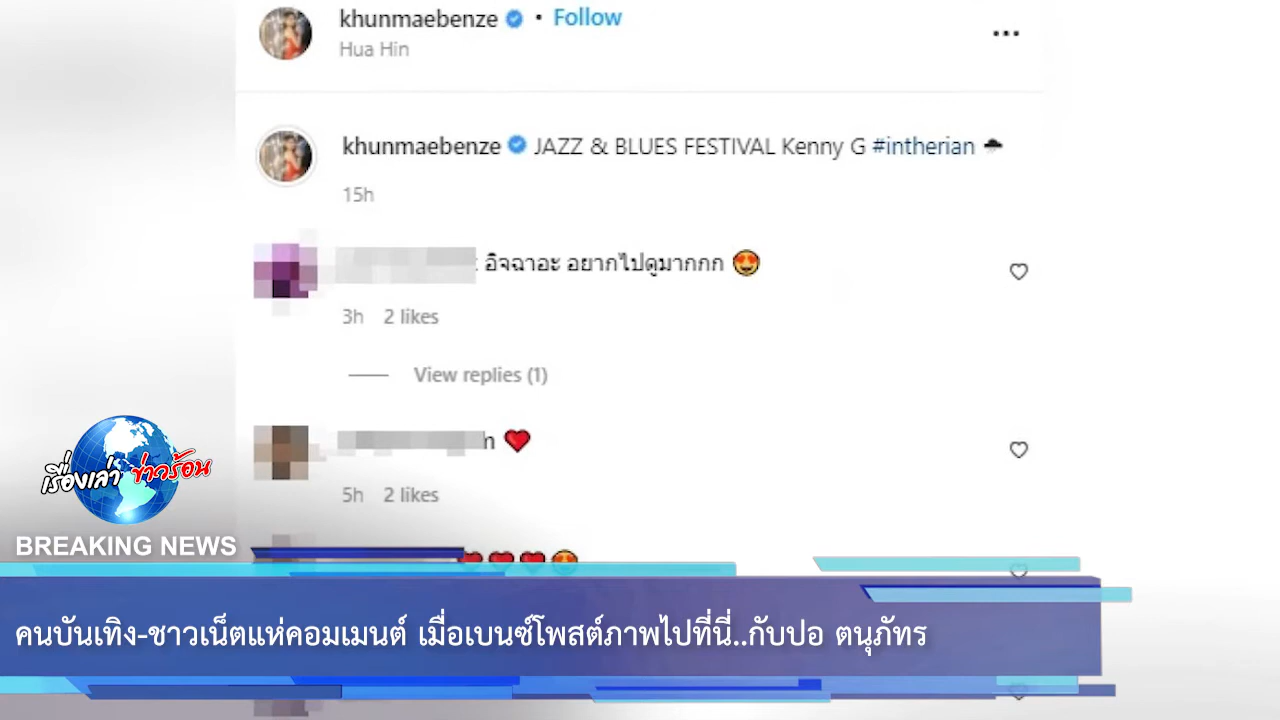 khunmaebenze • Follow
Hua Hin
khunmaebenze JAZZ & BLUES FESTIVAL Kenny G #intherian
15h
อิจฉาอะ อยากไปดูมากกก 😍
3h 2 likes
View replies (1)
n ❤️
5h 2 likes
เรื่องเล่า ข่าวร้อน
BREAKING NEWS
คนบันเทิง-ชาวเน็ตแห่คอมเมนต์ เมื่อเบนซ์โพสต์ภาพไปที่นี่..กับปอ ตนุภัทร